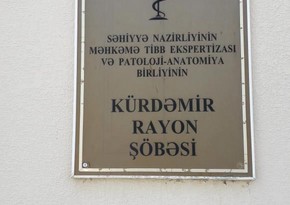 SƏHİYYƏ NAZİRLİYİNİN
MƏHKƏMƏ TİBB EKSPERTİZASI
VƏ PATOLOJİ-ANATOMİYA
BİRLİYİNİN
KÜRDƏMİR
RAYON
ŞÖBƏSİ